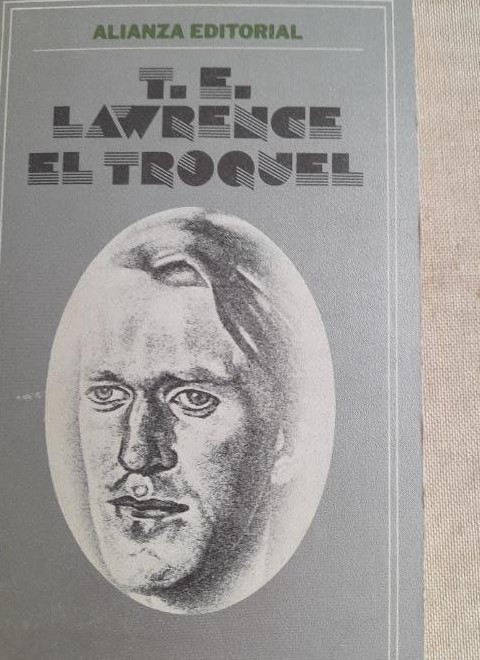 ALIANZA EDITORIAL
T. E.
LAWRENCE
EL TROQUEL